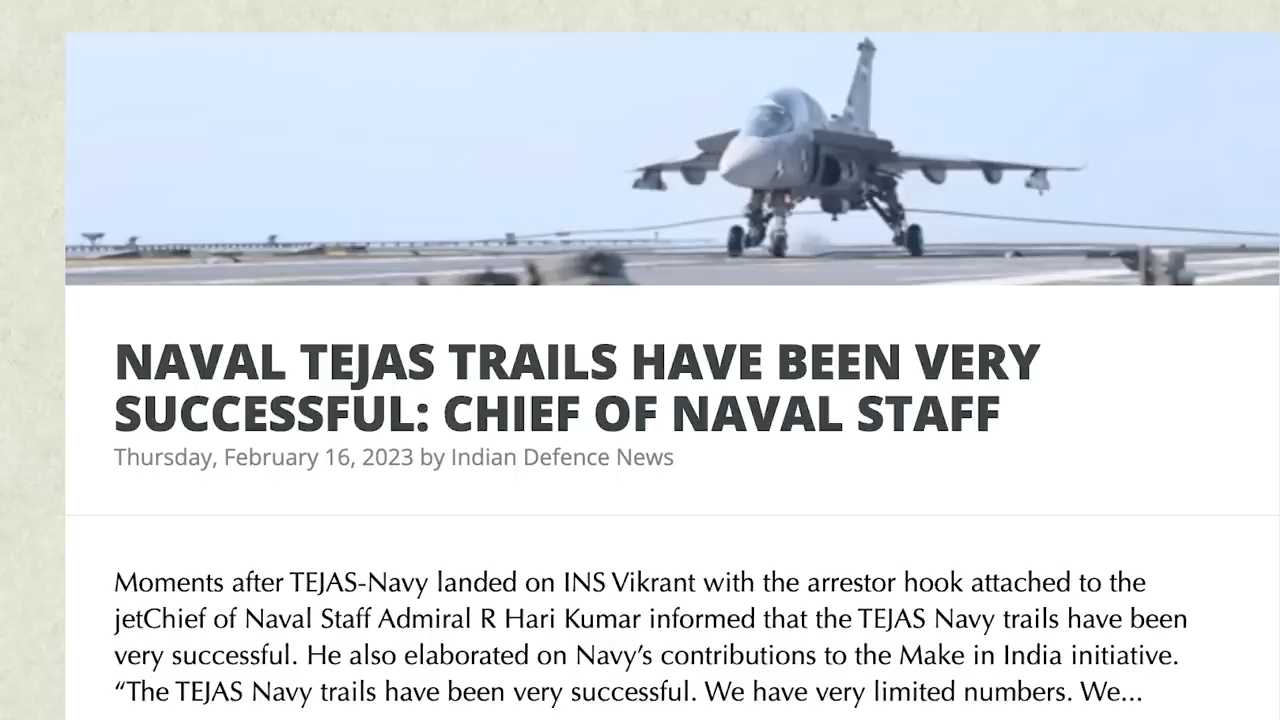 NAVAL TEJAS TRAILS HAVE BEEN VERY
SUCCESSFUL: CHIEF OF NAVAL STAFF
Thursday, February 16, 2023 by Indian Defence News
Moments after TEJAS-Navy landed on INS Vikrant with the arrestor hook attached to the
jetChief of Naval Staff Admiral R Hari Kumar informed that the TEJAS Navy trails have been
very successful. He also elaborated on Navy’s contributions to the Make in India initiative.
“The TEJAS Navy trails have been very successful. We have very limited numbers. We...